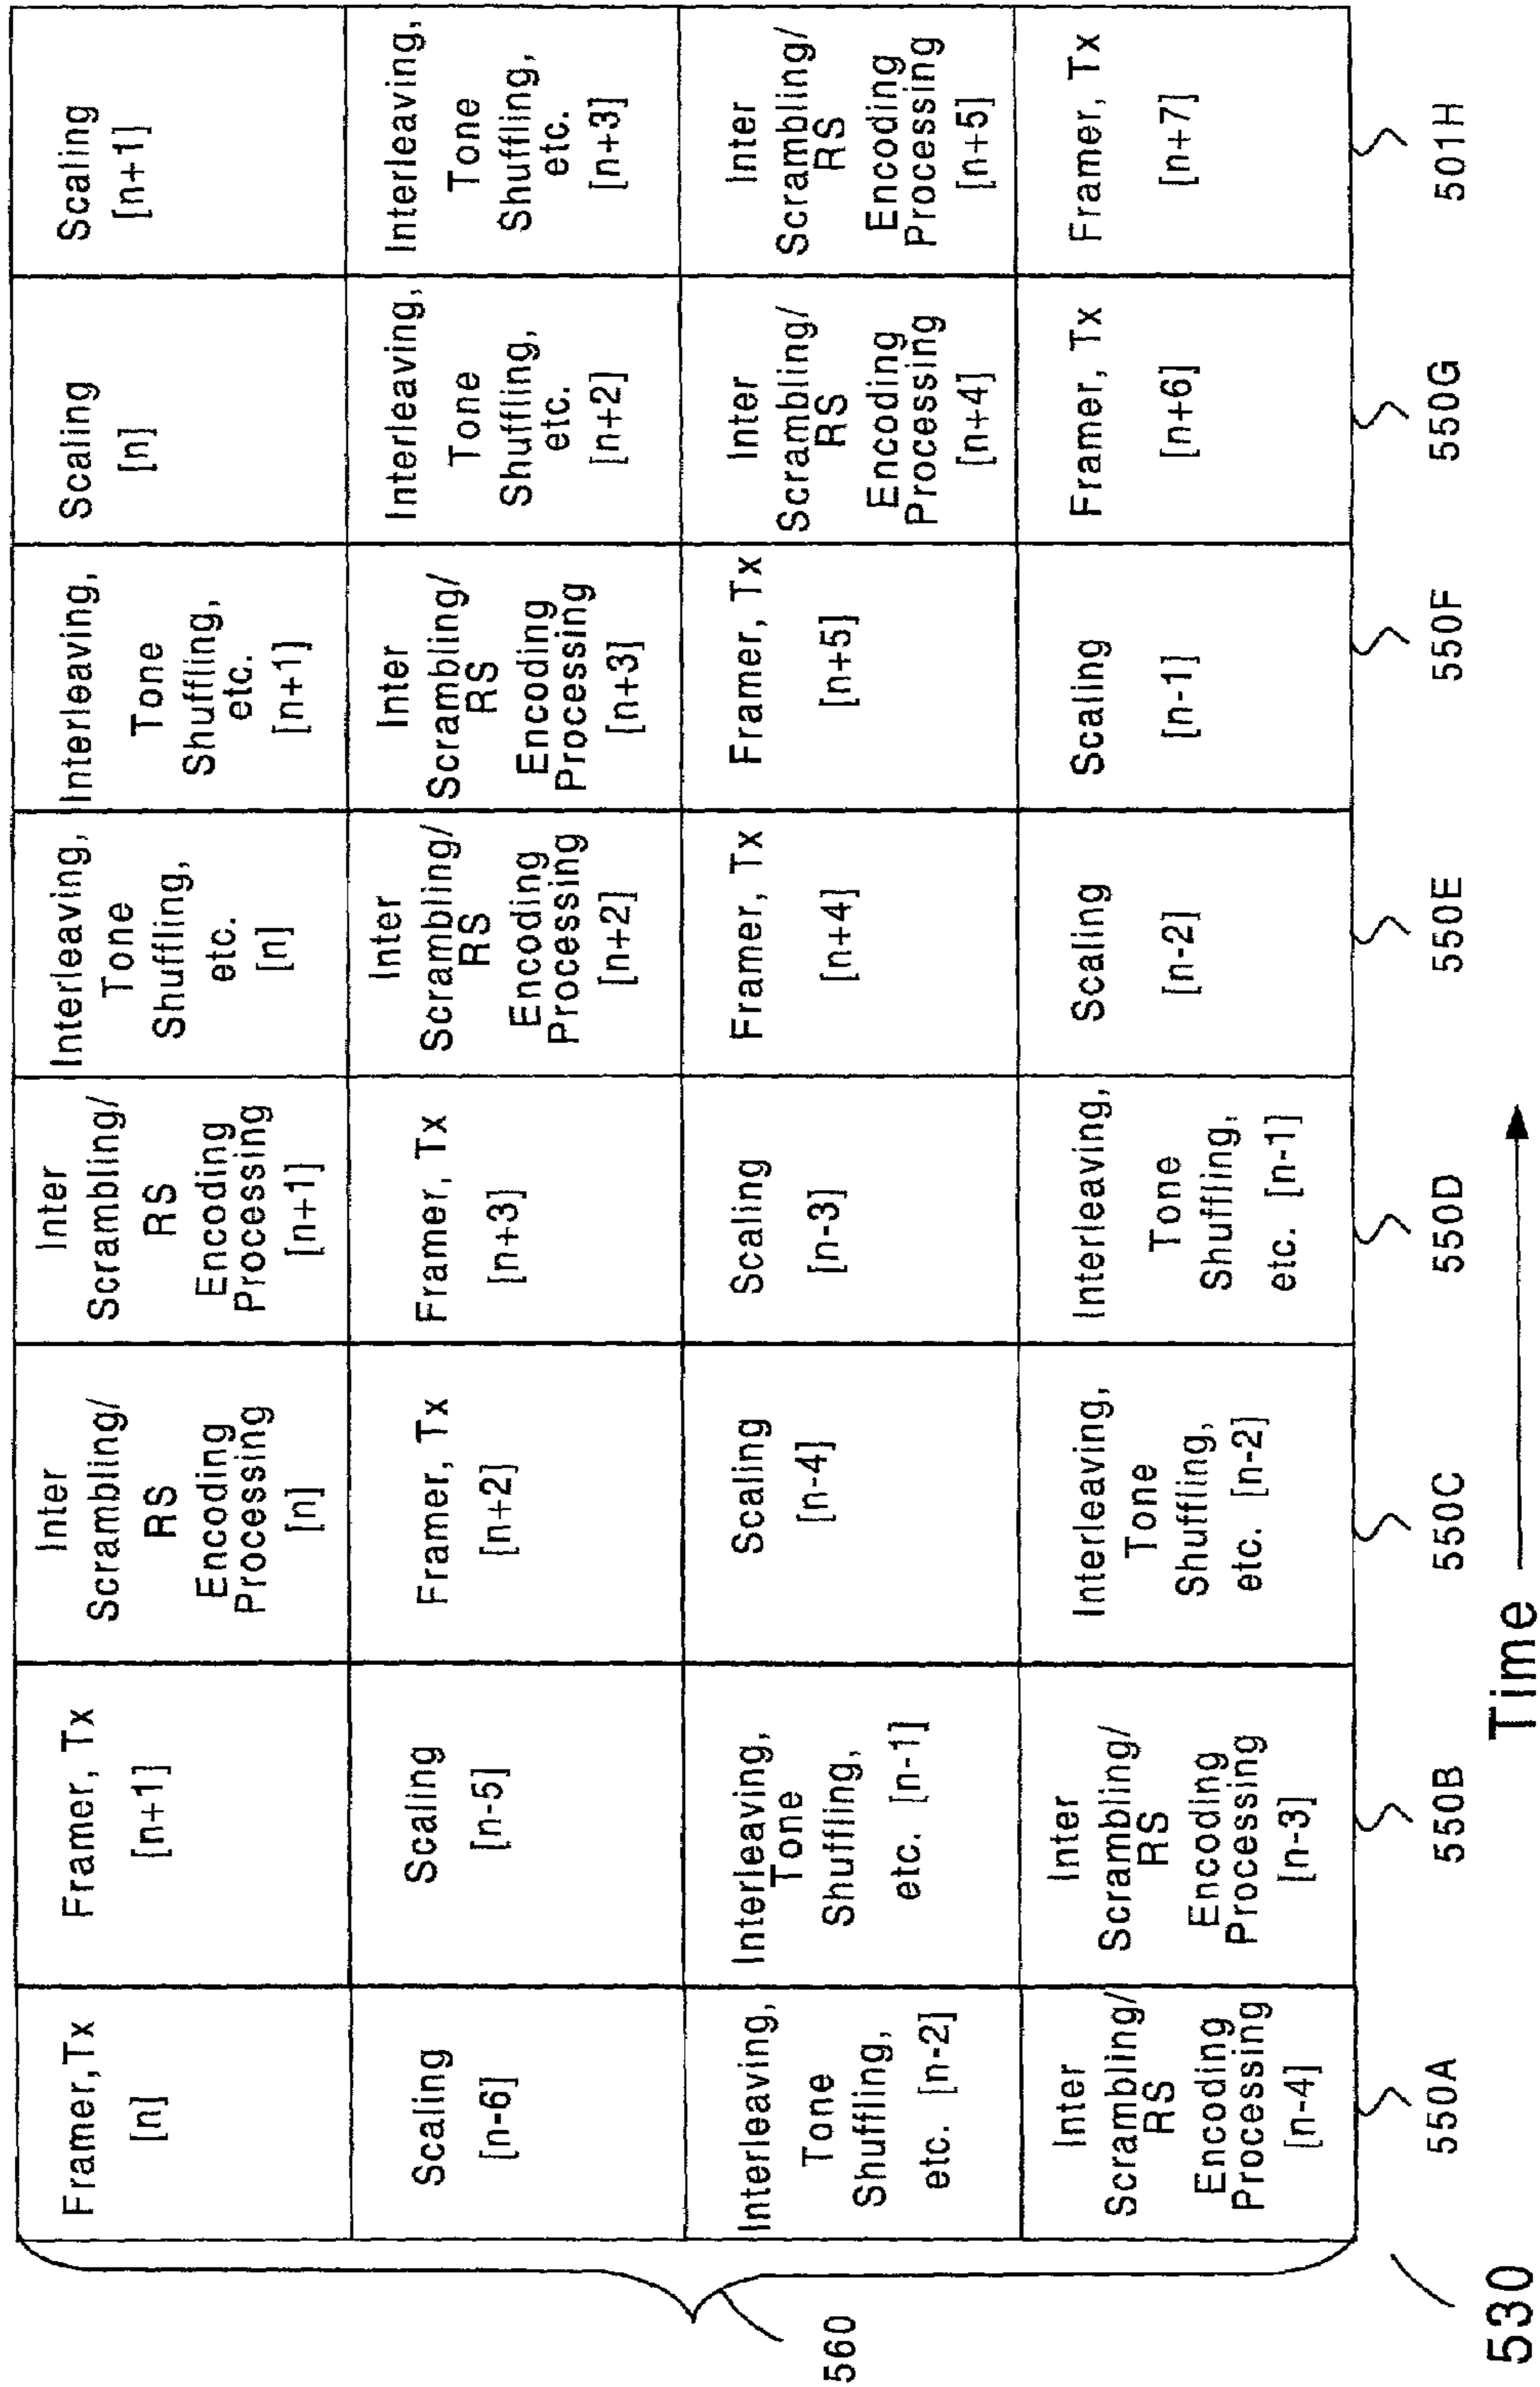 Framer,Tx
[n]
Framer, Tx
[n+1]
Inter
Scrambling/
RS
Encoding
Processing
[n]
Inter
Scrambling/
RS
Encoding
Processing
[n+1]
Interleaving,
Tone
Shuffling,
etc.
[n]
Interleaving,
Tone
Shuffling,
etc.
[n+1]
Scaling
[n]
Scaling
[n+1]
Scaling
[n-6]
Scaling
[n-5]
Framer, Tx
[n+2]
Framer, Tx
[n+3]
Inter
Scrambling/
RS
Encoding
Processing
[n+2]
Inter
Scrambling/
RS
Encoding
Processing
[n+3]
Interleaving,
Tone
Shuffling,
etc.
[n+2]
Interleaving,
Tone
Shuffling,
etc.
[n+3]
Interleaving,
Tone
Shuffling,
etc. [n-2]
Interleaving,
Tone
Shuffling,
etc. [n-1]
Scaling
[n-4]
Scaling
[n-3]
Framer, Tx
[n+4]
Framer, Tx
[n+5]
Inter
Scrambling/
RS
Encoding
Processing
[n+4]
Inter
Scrambling/
RS
Encoding
Processing
[n+5]
Inter
Scrambling/
RS
Encoding
Processing
[n-4]
Inter
Scrambling/
RS
Encoding
Processing
[n-3]
Interleaving,
Tone
Shuffling,
etc. [n-2]
Interleaving,
Tone
Shuffling,
etc. [n-1]
Scaling
[n-2]
Scaling
[n-1]
Framer, Tx
[n+6]
Framer, Tx
[n+7]
560
550A
550B
550C
550D
550E
550F
550G
501H
530
Time